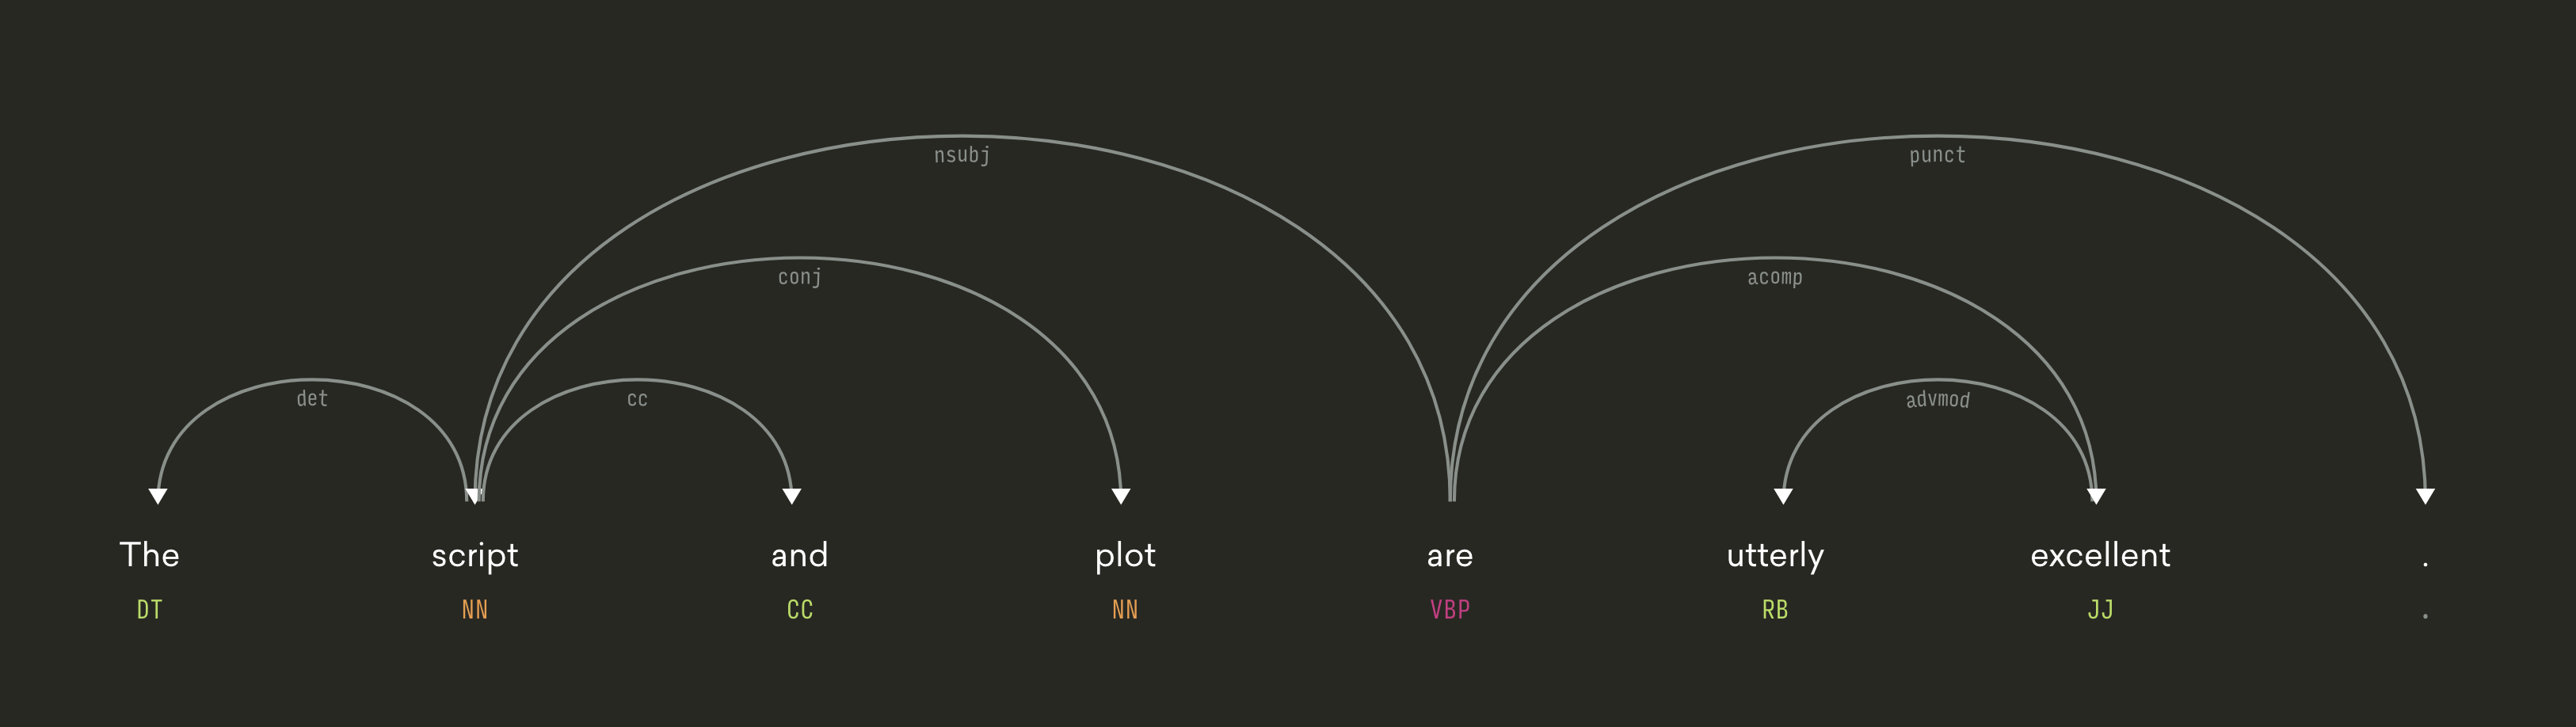 nsubj punct
conj acomp
det cc advmod
The script and plot are utterly excellent .
DT NN CC NN VBP RB JJ .